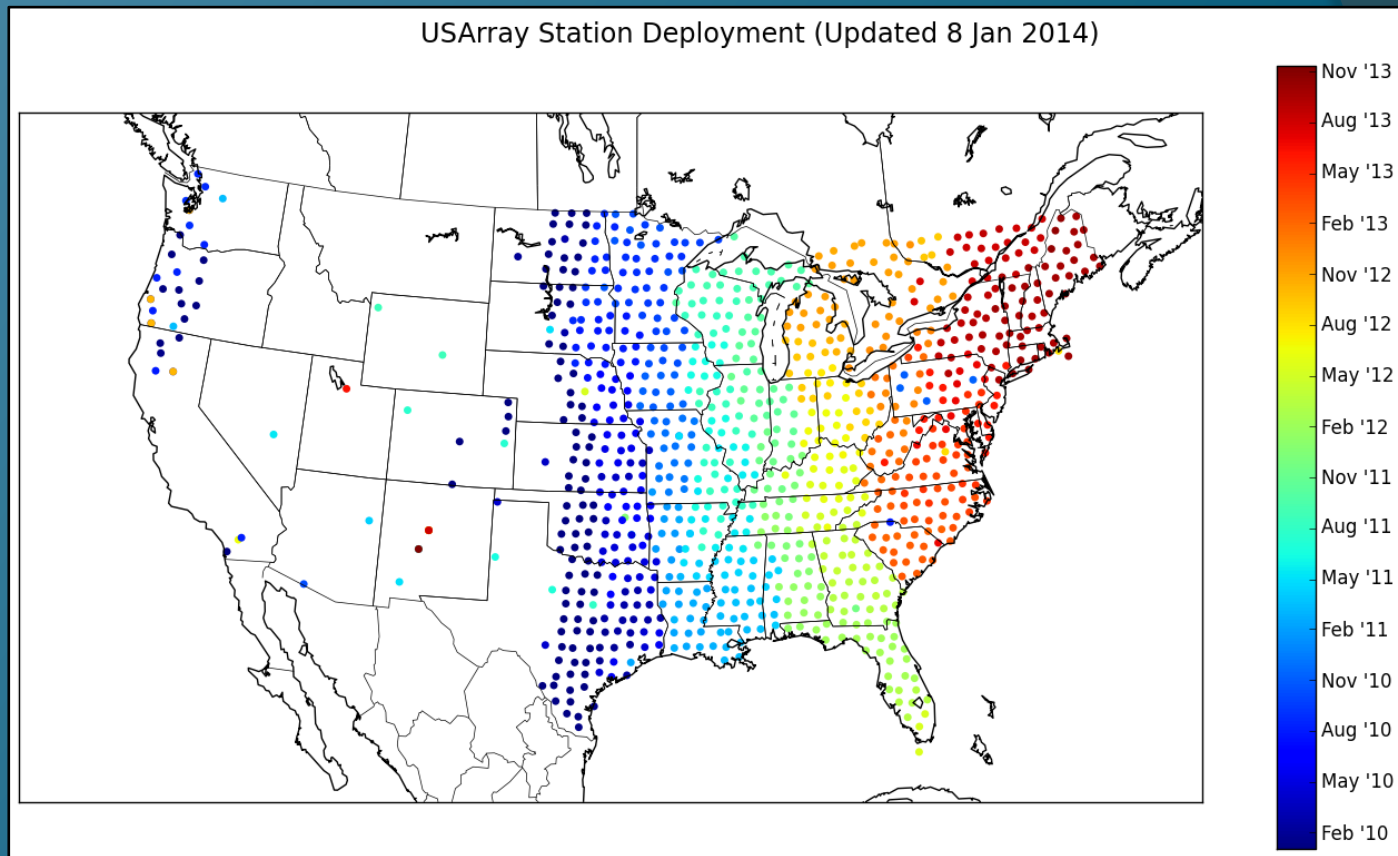 USArray Station Deployment (Updated 8 Jan 2014)
Nov '13
Aug '13
May '13
Feb '13
Nov '12
Aug '12
May '12
Feb '12
Nov '11
Aug '11
May '11
Feb '11
Nov '10
Aug '10
May '10
Feb '10